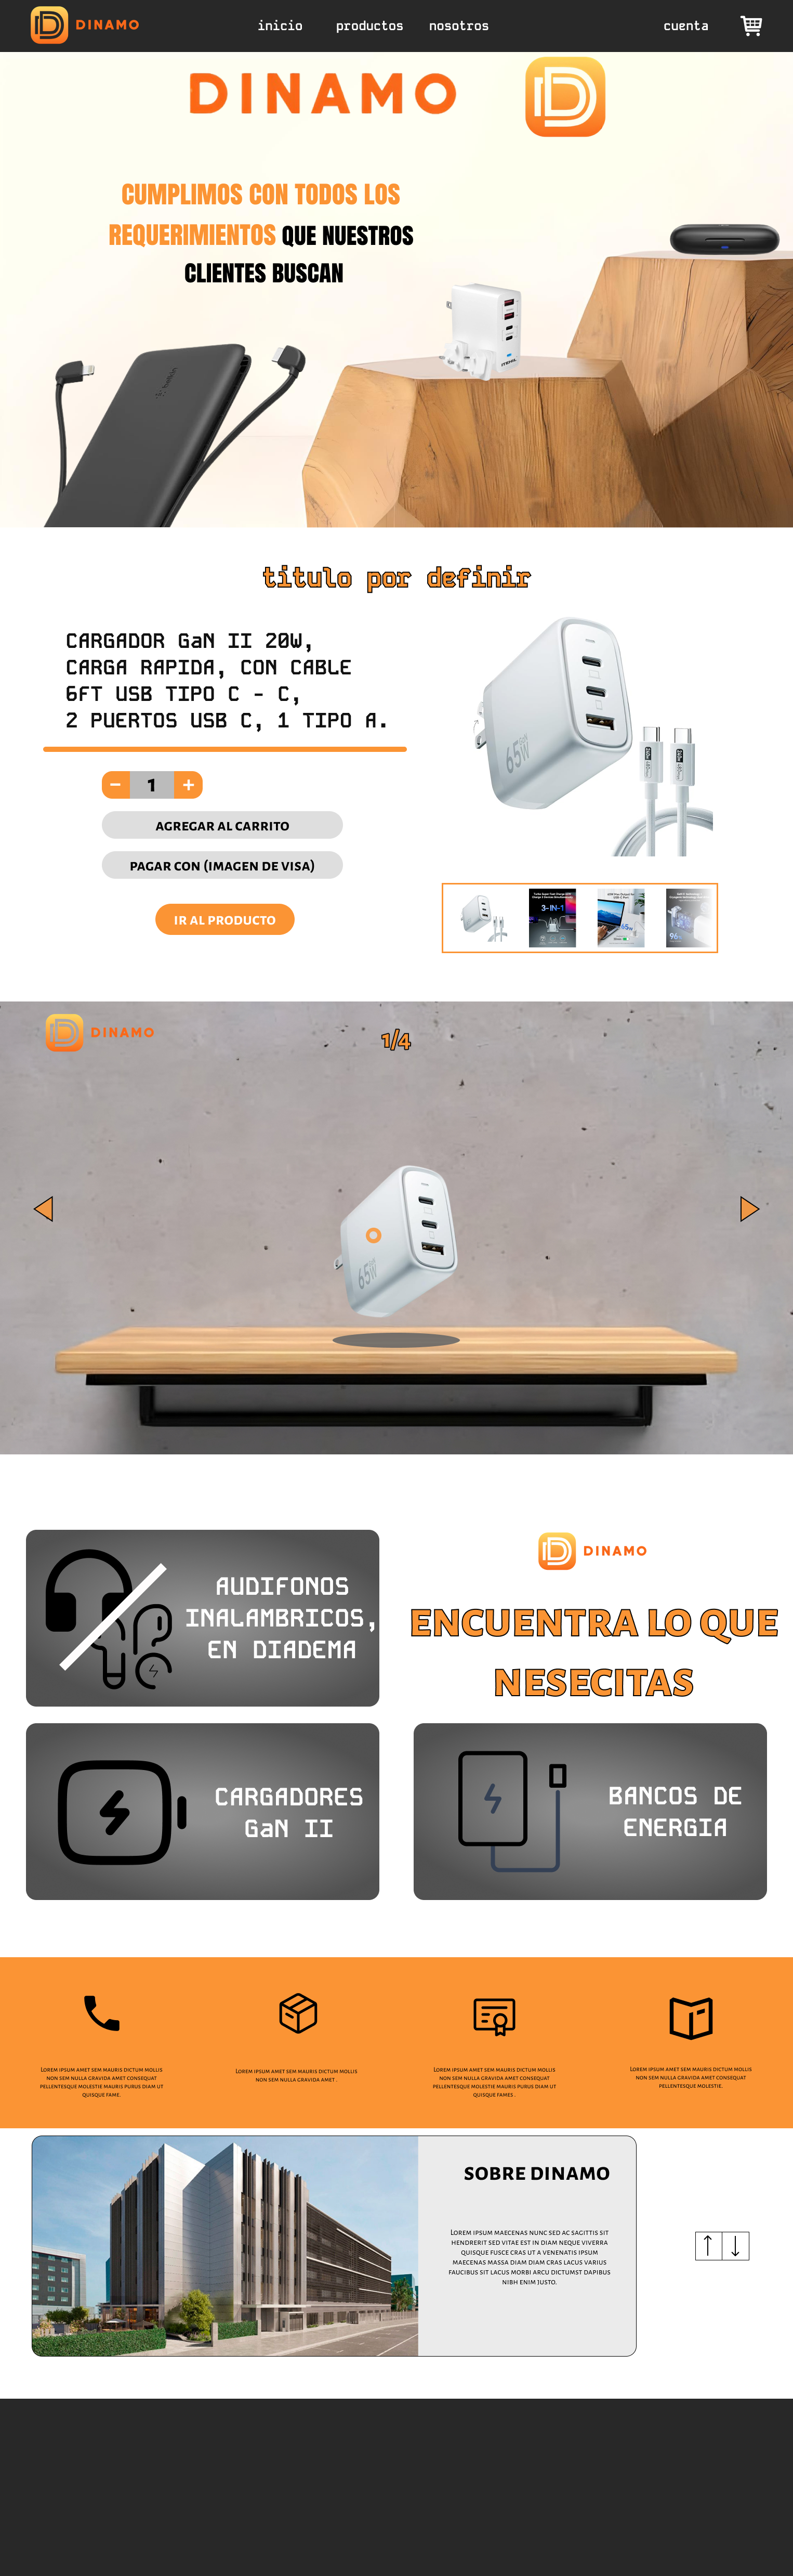 DINAMO
inicio productos nosotros cuenta
DINAMO
CUMPLIMOS CON TODOS LOS
REQUERIMIENTOS QUE NUESTROS
CLIENTES BUSCAN
belkin
titulo por definir
CARGADOR GaN II 20W,
CARGA RAPIDA, CON CABLE
6FT USB TIPO C - C,
2 PUERTOS USB C, 1 TIPO A.
65W
− 1 +
AGREGAR AL CARRITO
PAGAR CON (IMAGEN DE VISA)
IR AL PRODUCTO
3-IN-1
65W
96%
DINAMO
1/4
65W
AUDIFONOS
INALAMBRICOS,
EN DIADEMA
DINAMO
ENCUENTRA LO QUE
NESECITAS
CARGADORES
GaN II
BANCOS DE
ENERGIA
LOREM IPSUM AMET SEM MAURIS DICTUM MOLLIS
NON SEM NULLA GRAVIDA AMET CONSEQUAT
PELLENTESQUE MOLESTIE MAURIS PURUS DIAM UT
QUISQUE FAME.
LOREM IPSUM AMET SEM MAURIS DICTUM MOLLIS
NON SEM NULLA GRAVIDA AMET .
LOREM IPSUM AMET SEM MAURIS DICTUM MOLLIS
NON SEM NULLA GRAVIDA AMET CONSEQUAT
PELLENTESQUE MOLESTIE MAURIS PURUS DIAM UT
QUISQUE FAMES .
LOREM IPSUM AMET SEM MAURIS DICTUM MOLLIS
NON SEM NULLA GRAVIDA AMET CONSEQUAT
PELLENTESQUE MOLESTIE.
SOBRE DINAMO
LOREM IPSUM MAECENAS NUNC SED AC SAGITTIS SIT
HENDRERIT SED VITAE EST IN DIAM NEQUE VIVERRA
QUISQUE FUSCE CRAS UT A VENENATIS IPSUM
MAECENAS MASSA DIAM DIAM CRAS LACUS VARIUS
FAUCIBUS SIT LACUS MORBI ARCU DICTUMST DAPIBUS
NIBH ENIM JUSTO.